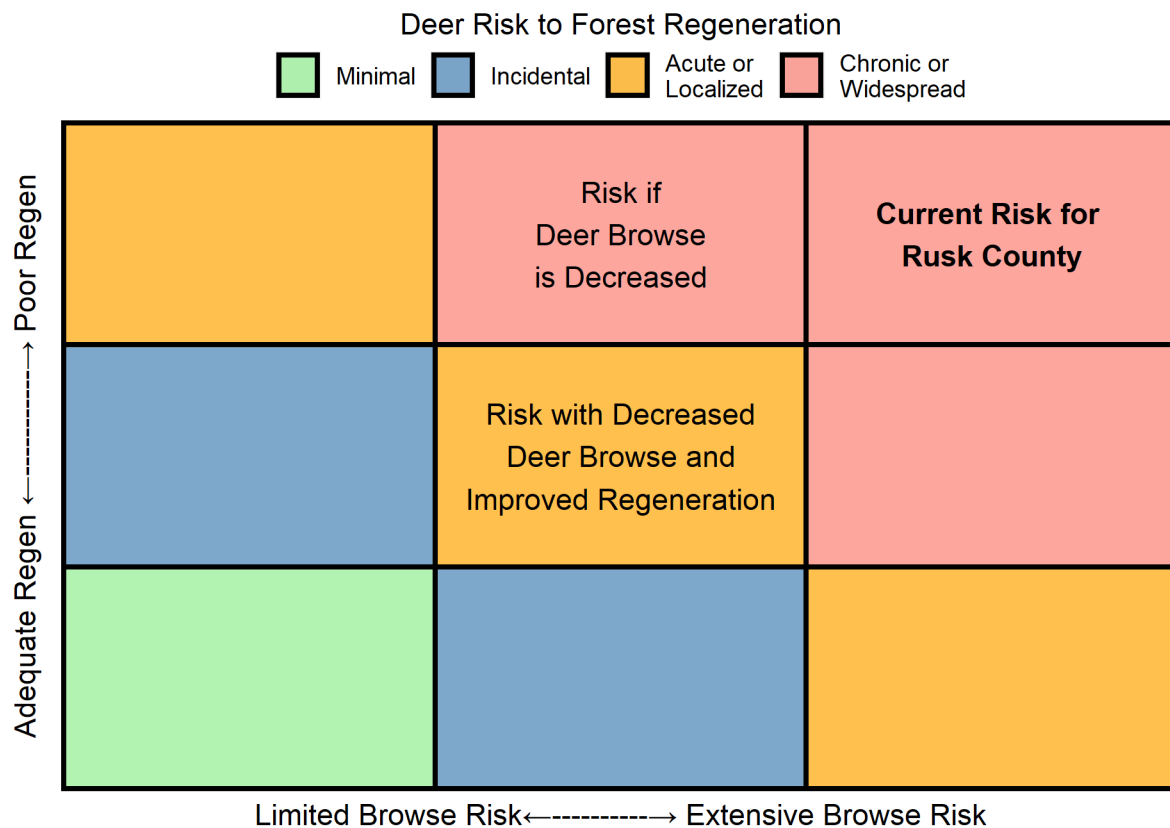 Deer Risk to Forest Regeneration
Minimal
Incidental
Acute or
Localized
Chronic or
Widespread
Risk if
Deer Browse
is Decreased
Current Risk for
Rusk County
Risk with Decreased
Deer Browse and
Improved Regeneration
Adequate Regen ←----------→ Poor Regen
Limited Browse Risk←----------→ Extensive Browse Risk